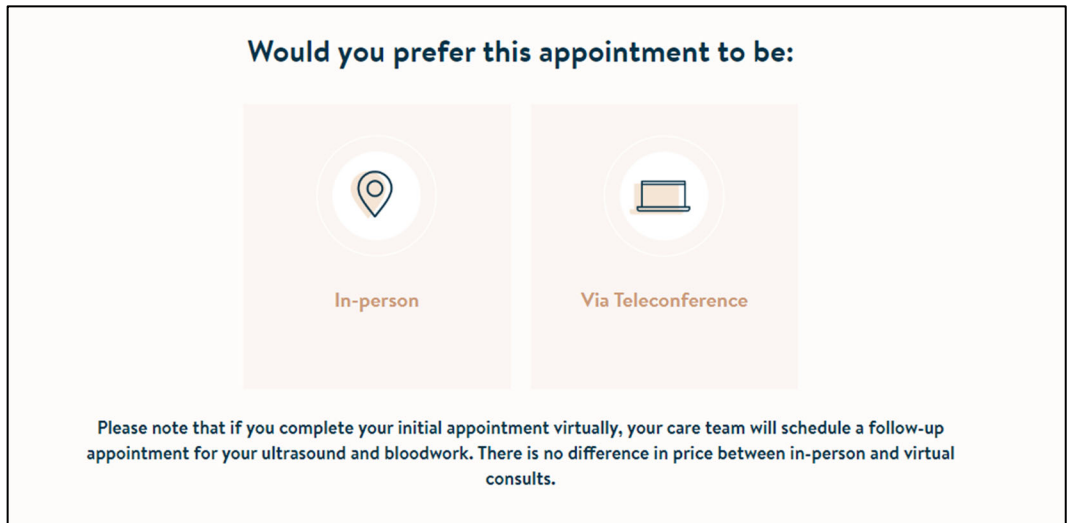 Would you prefer this appointment to be:
In-person
Via Teleconference
Please note that if you complete your initial appointment virtually, your care team will schedule a follow-up
appointment for your ultrasound and bloodwork. There is no difference in price between in-person and virtual
consults.